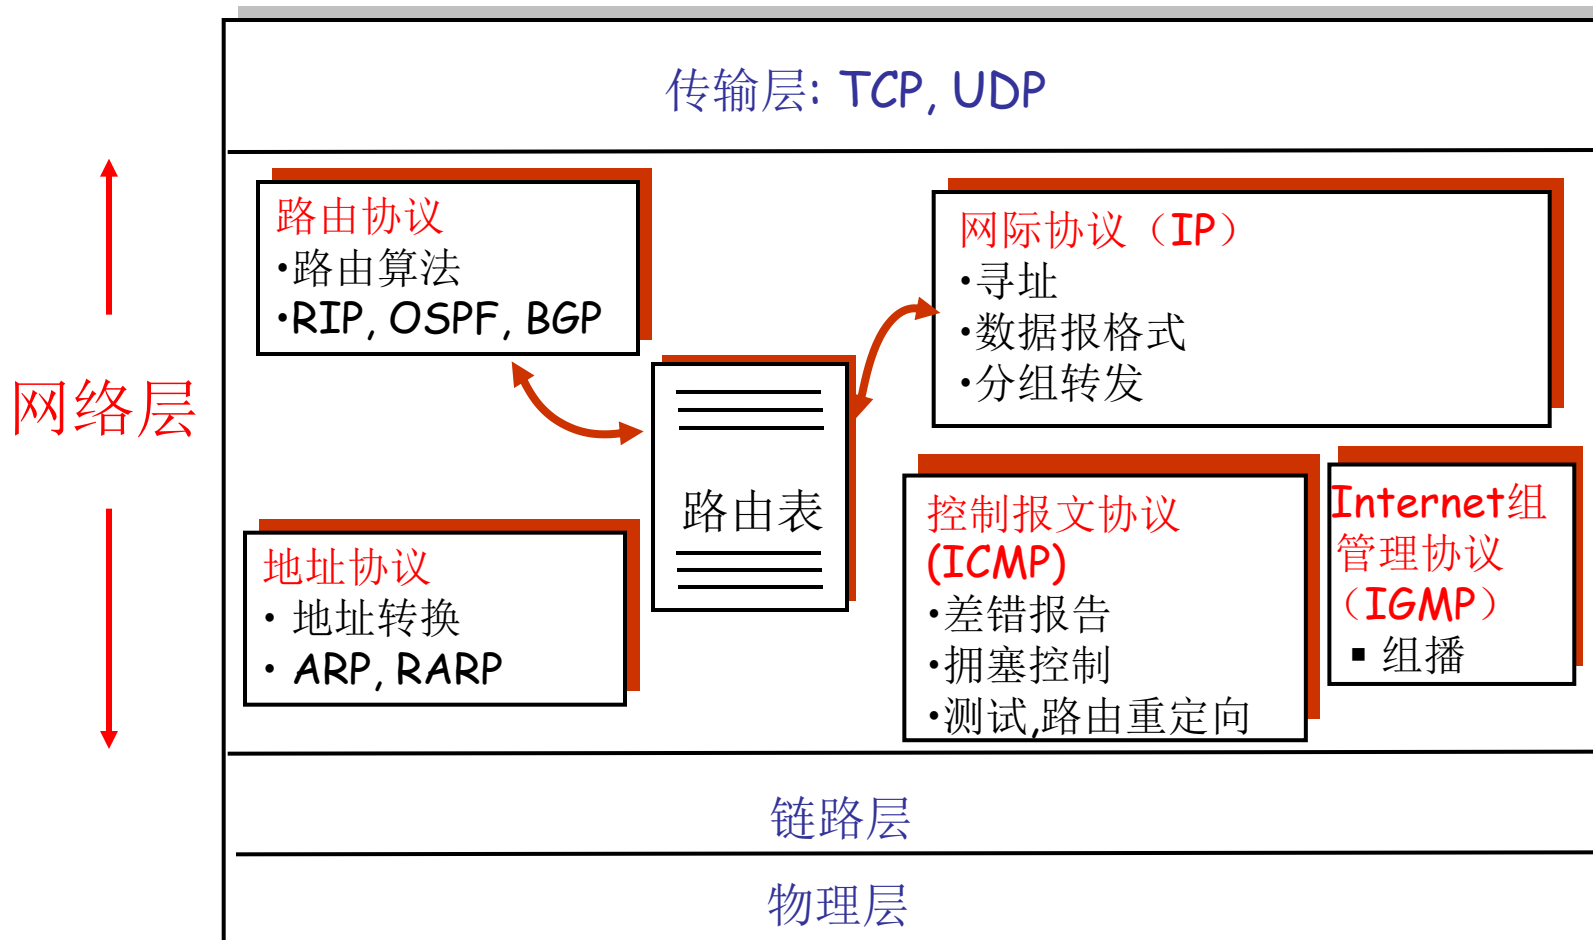 传输层: TCP, UDP
网络层
路由协议
•路由算法
•RIP, OSPF, BGP
网际协议（IP）
•寻址
•数据报格式
•分组转发
路由表
地址协议
• 地址转换
• ARP, RARP
控制报文协议
(ICMP)
•差错报告
•拥塞控制
•测试,路由重定向
Internet组
管理协议
（IGMP）
▪ 组播
链路层
物理层